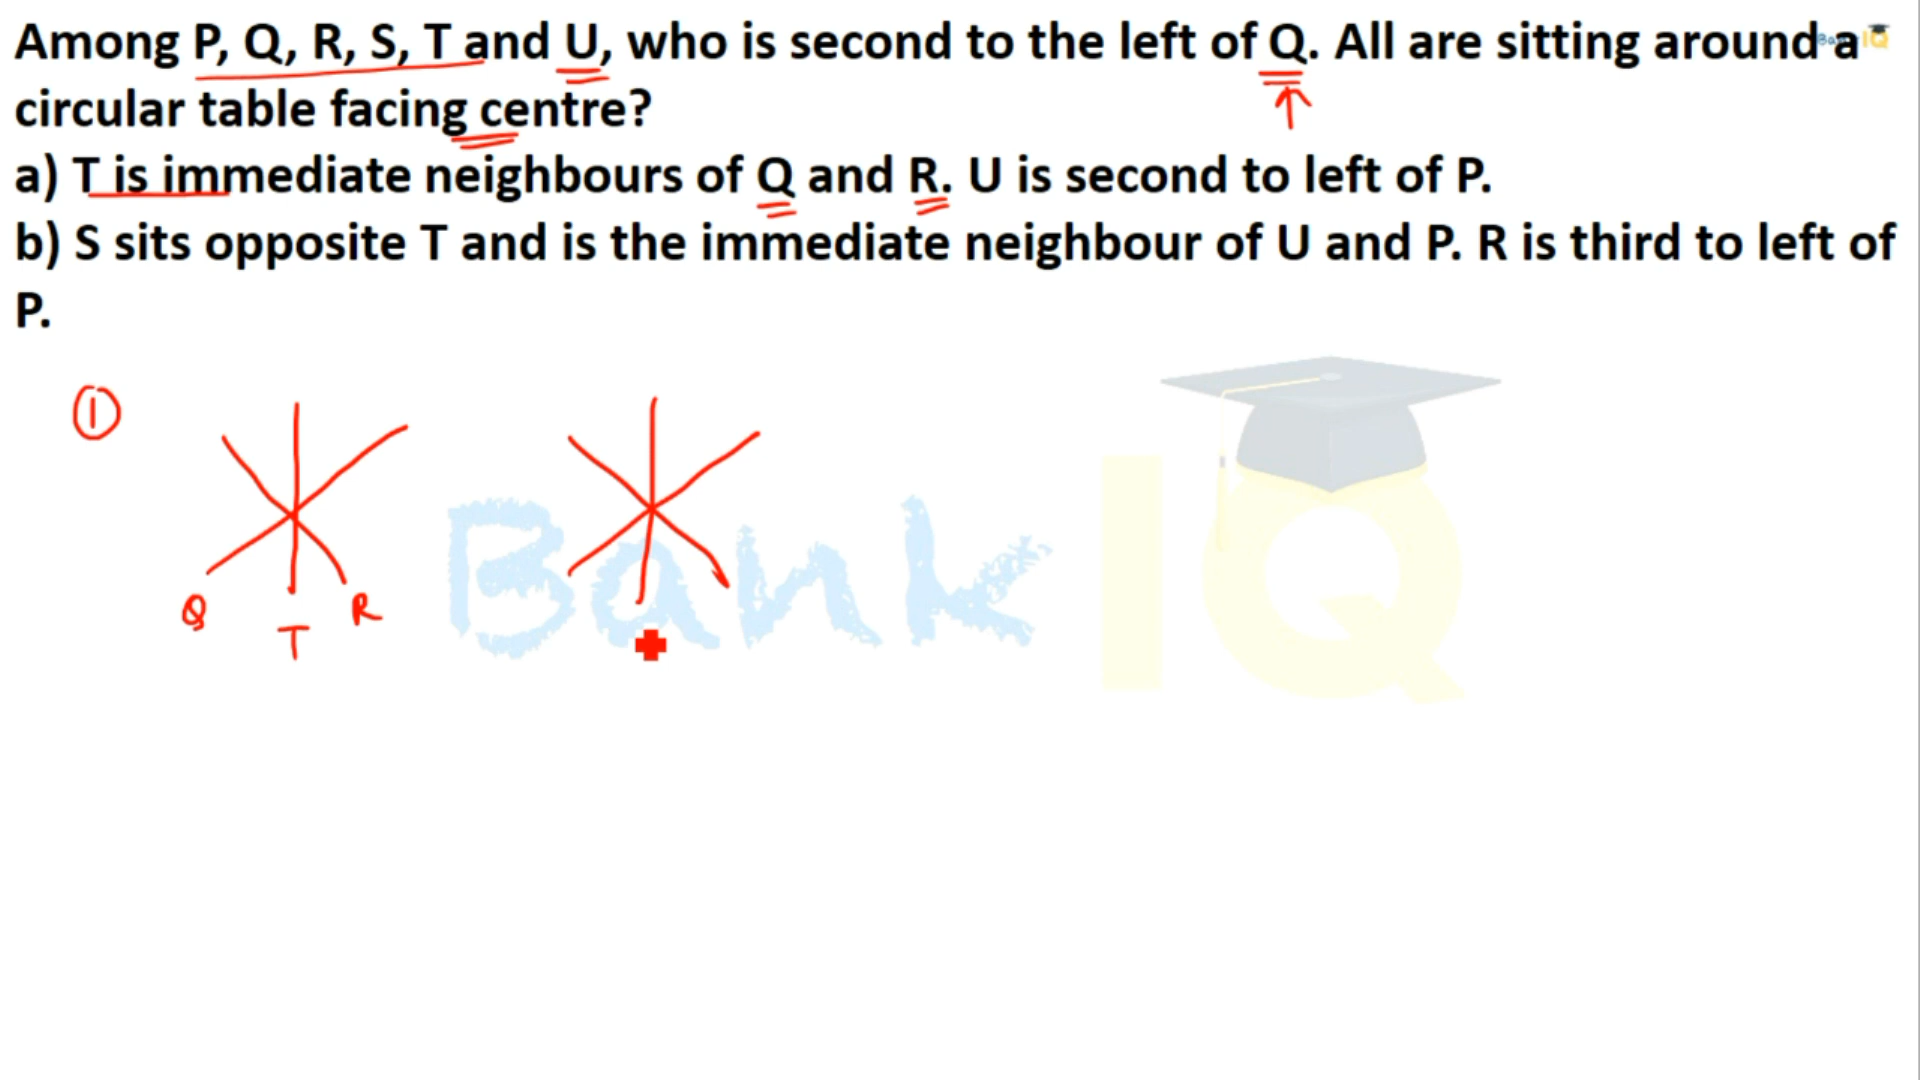 Among P, Q, R, S, T and U, who is second to the left of Q. All are sitting around a
circular table facing centre?
a) T is immediate neighbours of Q and R. U is second to left of P.
b) S sits opposite T and is the immediate neighbour of U and P. R is third to left of
P.
1
Q T R
Bank IQ
Bank IQ